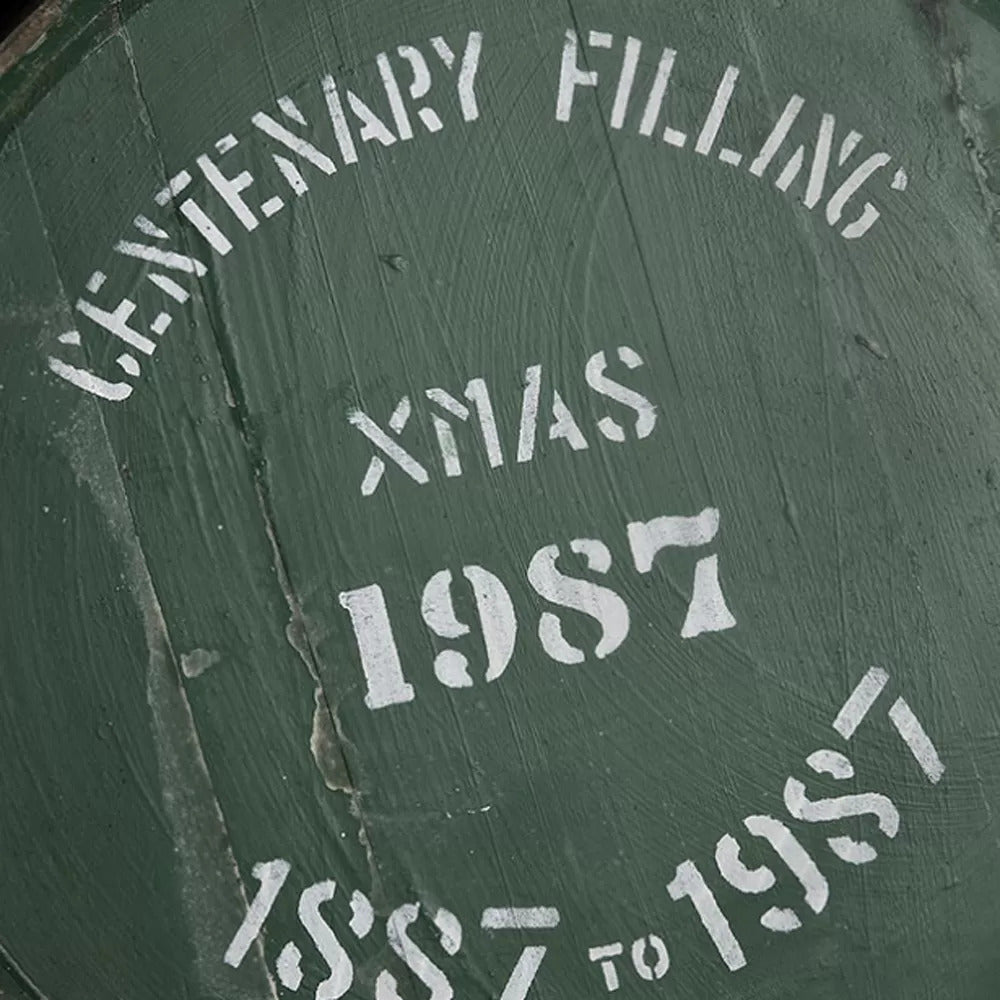 CENTENARY FILLING
XMAS
1987
1887 TO 1987